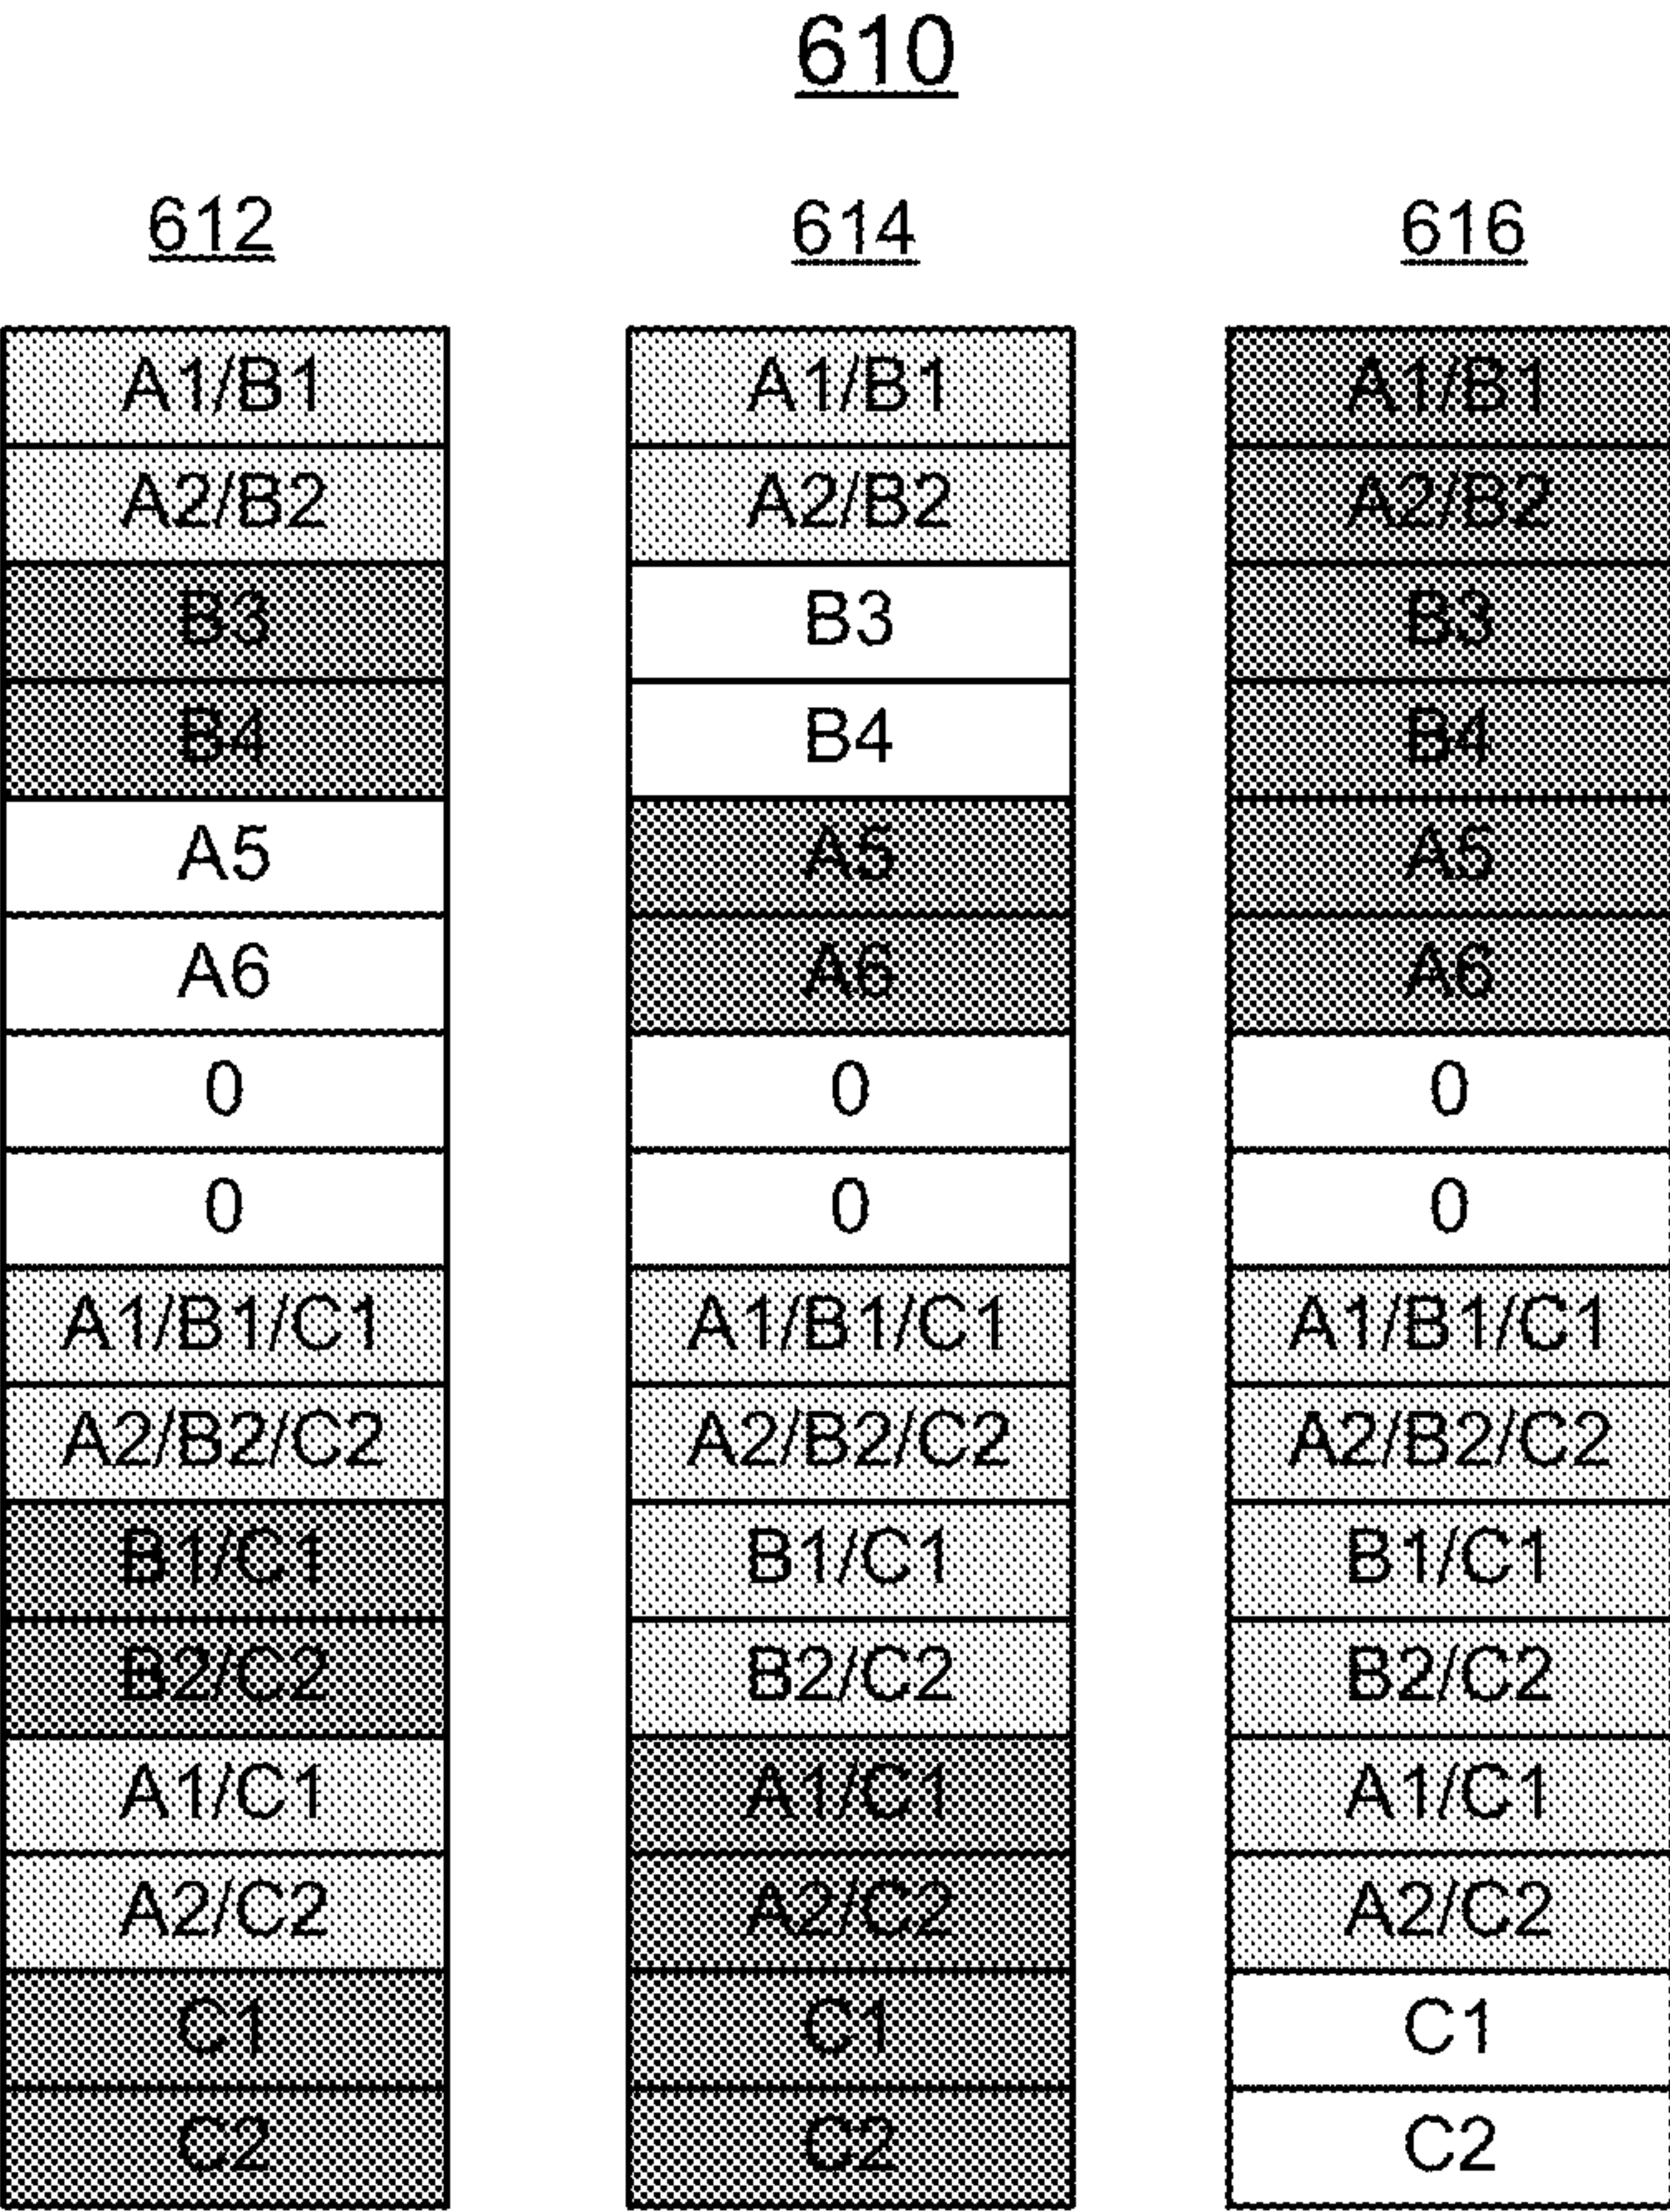 610
612 614 616
A1/B1 A1/B1 A1/B1
A2/B2 A2/B2 A2/B2
B3 B3 B3
B4 B4 B4
A5 A5 A5
A6 A6 A6
0 0 0
0 0 0
A1/B1/C1 A1/B1/C1 A1/B1/C1
A2/B2/C2 A2/B2/C2 A2/B2/C2
B1/C1 B1/C1 B1/C1
B2/C2 B2/C2 B2/C2
A1/C1 A1/C1 A1/C1
A2/C2 A2/C2 A2/C2
C1 C1 C1
C2 C2 C2